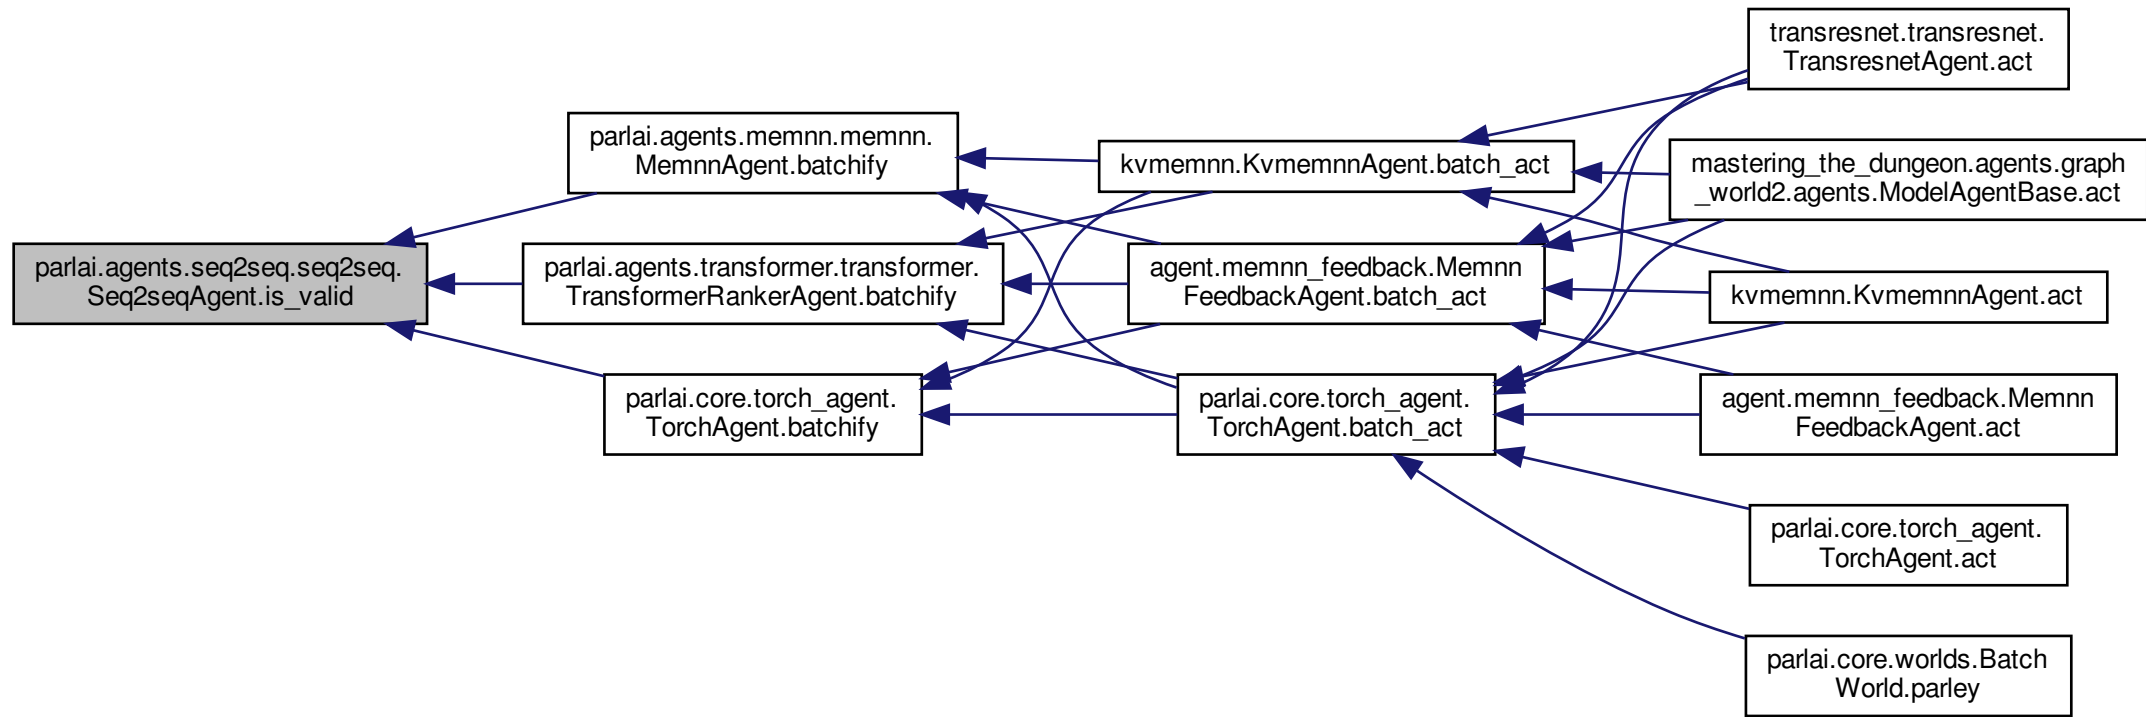 parlai.agents.seq2seq.seq2seq.
Seq2seqAgent.is_valid
parlai.agents.memnn.memnn.
MemnnAgent.batchify
parlai.agents.transformer.transformer.
TransformerRankerAgent.batchify
parlai.core.torch_agent.
TorchAgent.batchify
kvmemnn.KvmemnnAgent.batch_act
agent.memnn_feedback.Memnn
FeedbackAgent.batch_act
parlai.core.torch_agent.
TorchAgent.batch_act
transresnet.transresnet.
TransresnetAgent.act
mastering_the_dungeon.agents.graph
_world2.agents.ModelAgentBase.act
kvmemnn.KvmemnnAgent.act
agent.memnn_feedback.Memnn
FeedbackAgent.act
parlai.core.torch_agent.
TorchAgent.act
parlai.core.worlds.Batch
World.parley